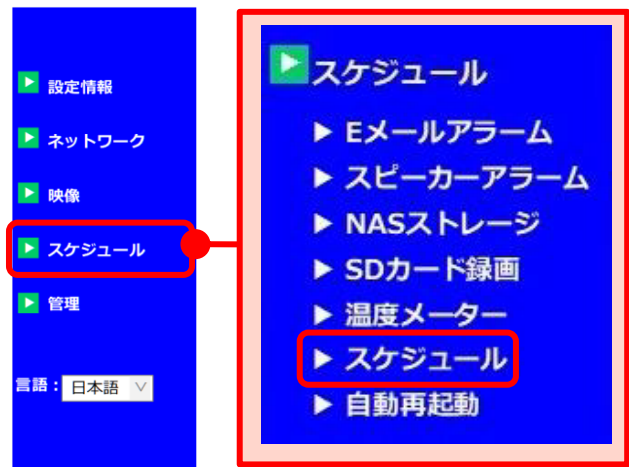 設定情報
ネットワーク
映像
スケジュール
管理
言語：日本語
スケジュール
Eメールアラーム
スピーカーアラーム
NASストレージ
SDカード録画
温度メーター
スケジュール
自動再起動